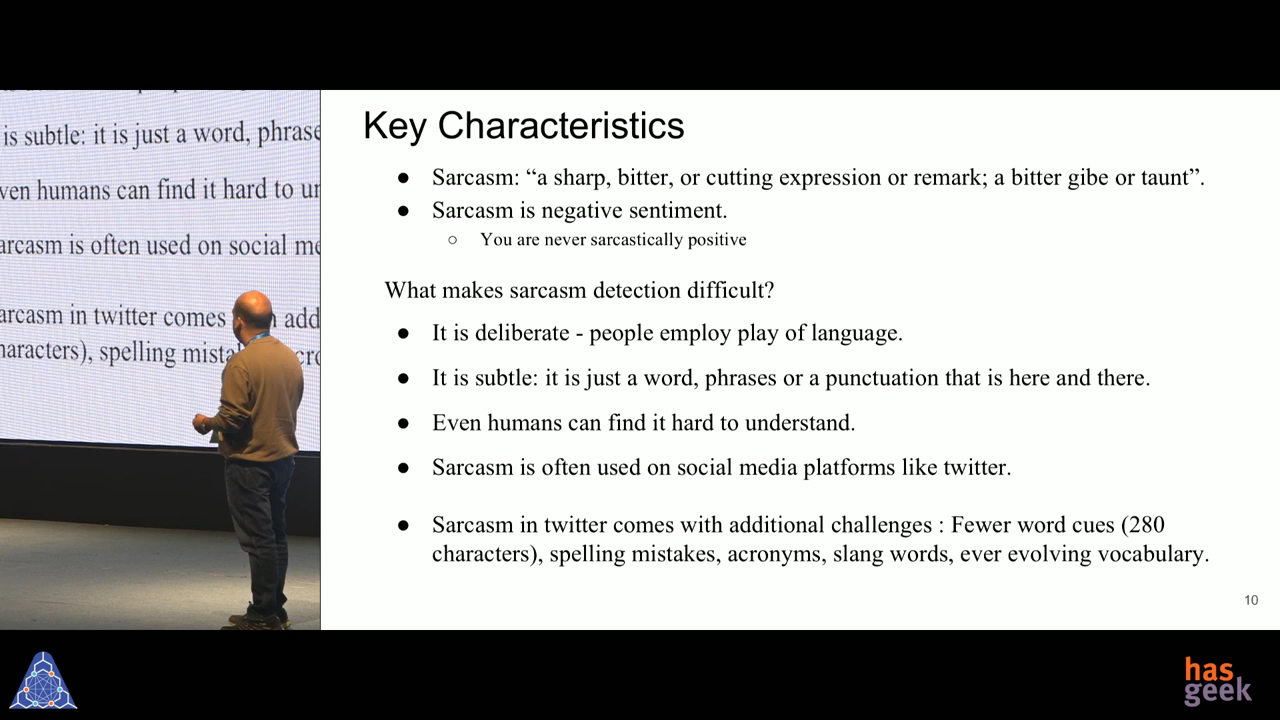 is subtle: it is just a word, phrase
ven humans can find it hard to un
arcasm is often used on social me
arcasm in twitter comes add
haracters), spelling mista cro
Key Characteristics
● Sarcasm: “a sharp, bitter, or cutting expression or remark; a bitter gibe or taunt”.
● Sarcasm is negative sentiment.
○ You are never sarcastically positive
What makes sarcasm detection difficult?
● It is deliberate - people employ play of language.
● It is subtle: it is just a word, phrases or a punctuation that is here and there.
● Even humans can find it hard to understand.
● Sarcasm is often used on social media platforms like twitter.
● Sarcasm in twitter comes with additional challenges : Fewer word cues (280
characters), spelling mistakes, acronyms, slang words, ever evolving vocabulary.
10
has
geek